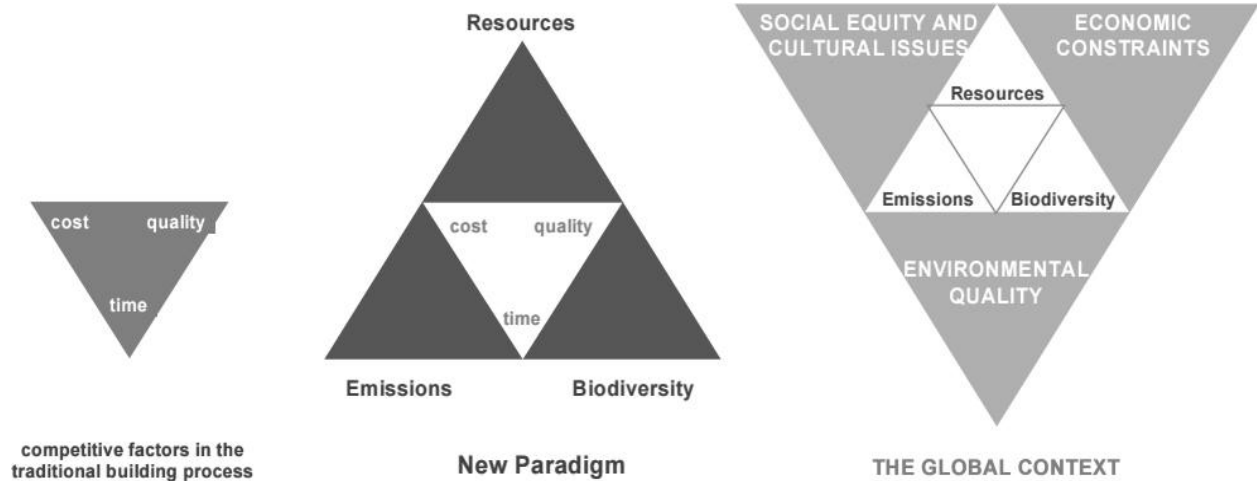 cost quality
time
competitive factors in the
traditional building process
Resources
cost quality
time
Emissions Biodiversity
New Paradigm
SOCIAL EQUITY AND
CULTURAL ISSUES
ECONOMIC
CONSTRAINTS
Resources
Emissions Biodiversity
ENVIRONMENTAL
QUALITY
THE GLOBAL CONTEXT